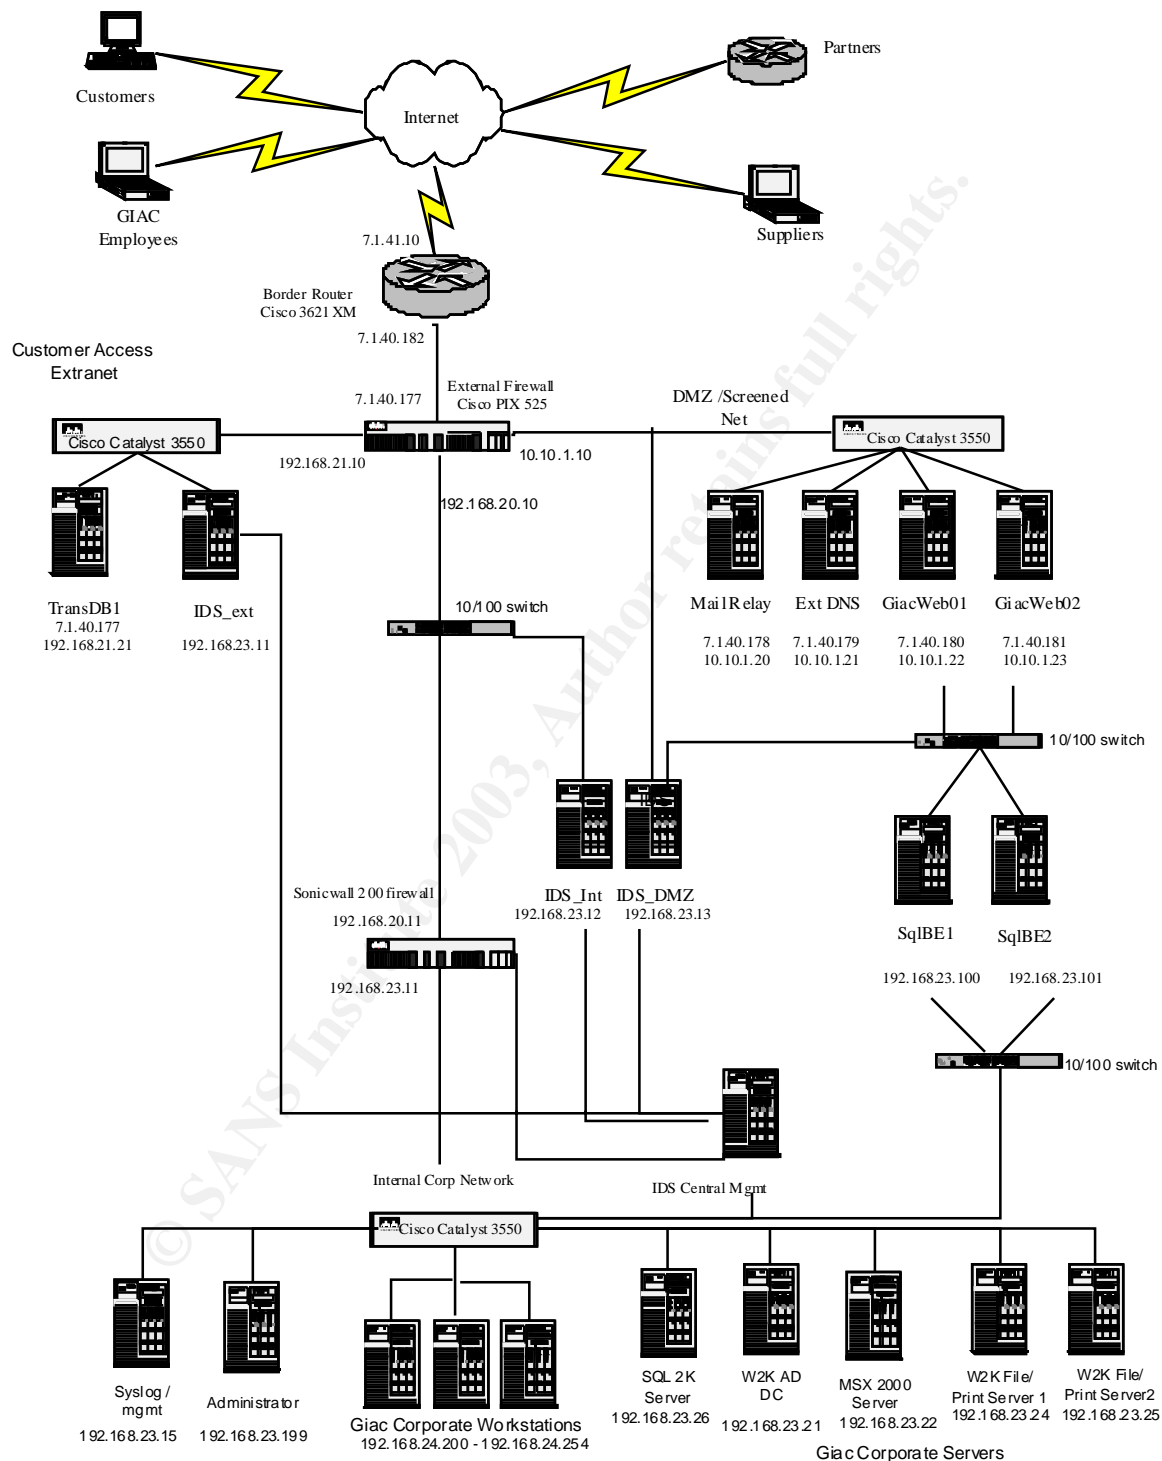 Partners
Customers
Internet
GIAC
Employees
Suppliers
7.1.41.10
Border Router
Cisco 3621 XM
7.1.40.182
Customer Access
Extranet
External Firewall
Cisco PIX 525
7.1.40.177
DMZ /Screened
Net
Cisco Catalyst 3550
Cisco Catalyst 3550
192.168.21.10
10.10.1.10
192.168.20.10
TransDB1
7.1.40.177
192.168.21.21
IDS_ext
192.168.23.11
10/100 switch
Mail Relay
7.1.40.178
10.10.1.20
Ext DNS
7.1.40.179
10.10.1.21
GiacWeb01
7.1.40.180
10.10.1.22
GiacWeb02
7.1.40.181
10.10.1.23
10/100 switch
IDS_Int
192.168.23.12
IDS_DMZ
192.168.23.13
Sonicwall 200 firewall
192.168.20.11
192.168.23.11
SqlBE1
192.168.23.100
SqlBE2
192.168.23.101
10/100 switch
Internal Corp Network
IDS Central Mgmt
Cisco Catalyst 3550
Syslog /
mgmt
192.168.23.15
Administrator
192.168.23.199
Giac Corporate Workstations
192.168.24.200 - 192.168.24.254
SQL 2K
Server
192.168.23.26
W2K AD
DC
192.168.23.21
MSX 2000
Server
192.168.23.22
W2K File/
Print Server 1
192.168.23.24
W2K File/
Print Server2
192.168.23.25
Giac Corporate Servers
© SANS Institute 2003, Author retains full rights.